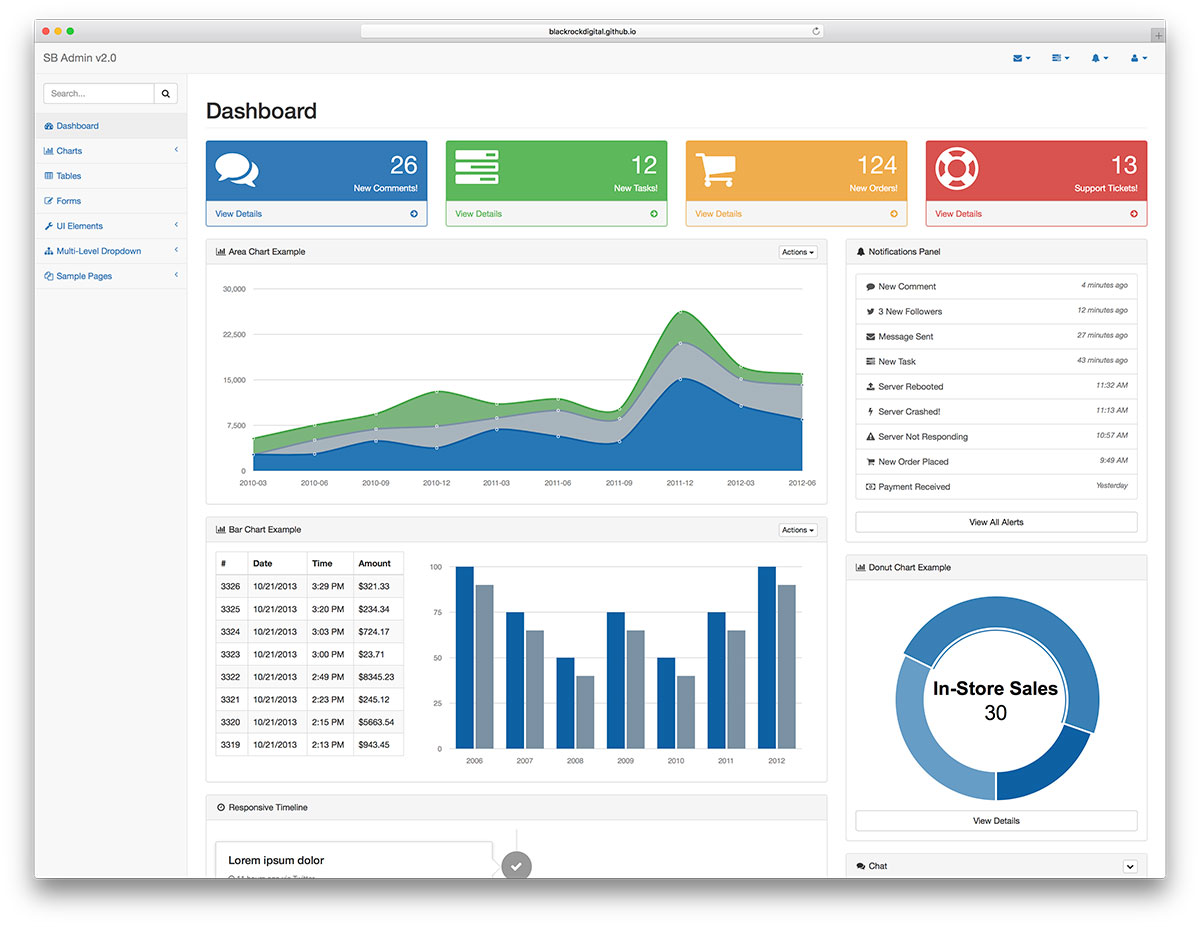 blackrockdigital.github.io
SB Admin v2.0
Search...
Dashboard
Charts
Tables
Forms
UI Elements
Multi-Level Dropdown
Sample Pages
Dashboard
26
New Comments!
View Details
12
New Tasks!
View Details
124
New Orders!
View Details
13
Support Tickets!
View Details
Area Chart Example
Actions
30,000
22,500
15,000
7,500
0
2010-03 2010-06 2010-09 2010-12 2011-03 2011-06 2011-09 2011-12 2012-03 2012-06
Bar Chart Example
Actions
# Date Time Amount
3326 10/21/2013 3:29 PM $321.33
3325 10/21/2013 3:20 PM $234.34
3324 10/21/2013 3:03 PM $724.17
3323 10/21/2013 3:00 PM $23.71
3322 10/21/2013 2:49 PM $8345.23
3321 10/21/2013 2:23 PM $245.12
3320 10/21/2013 2:15 PM $5663.54
3319 10/21/2013 2:13 PM $943.45
100
75
50
25
0
2006 2007 2008 2009 2010 2011 2012
Responsive Timeline
Lorem ipsum dolor
11 hours ago via Twitter
Notifications Panel
New Comment 4 minutes ago
3 New Followers 12 minutes ago
Message Sent 27 minutes ago
New Task 43 minutes ago
Server Rebooted 11:32 AM
Server Crashed! 11:13 AM
Server Not Responding 10:57 AM
New Order Placed 9:49 AM
Payment Received Yesterday
View All Alerts
Donut Chart Example
In-Store Sales
30
View Details
Chat